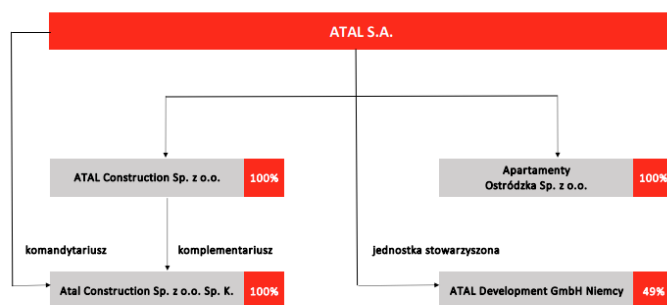 ATAL S.A.
ATAL Construction Sp. z o.o.
100%
Apartamenty
Ostródzka Sp. z o.o.
100%
komandytariusz
komplementariusz
jednostka stowarzyszona
Atal Construction Sp. z o.o. Sp. K.
100%
ATAL Development GmbH Niemcy
49%